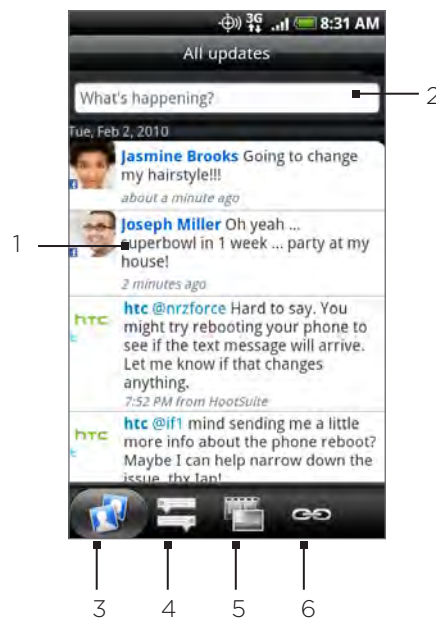 3G 8:31 AM
All updates
What's happening?
2
Tue, Feb 2, 2010
Jasmine Brooks Going to change
my hairstyle!!!
about a minute ago
1
Joseph Miller Oh yeah ...
superbowl in 1 week ... party at my
house!
2 minutes ago
htc
htc @nrzforce Hard to say. You
might try rebooting your phone to
see if the text message will arrive.
Let me know if that changes
anything.
7:52 PM from HootSuite
htc
htc @if1 mind sending me a little
more info about the phone reboot?
Maybe I can help narrow down the
issue, thx Ian!
3 4 5 6